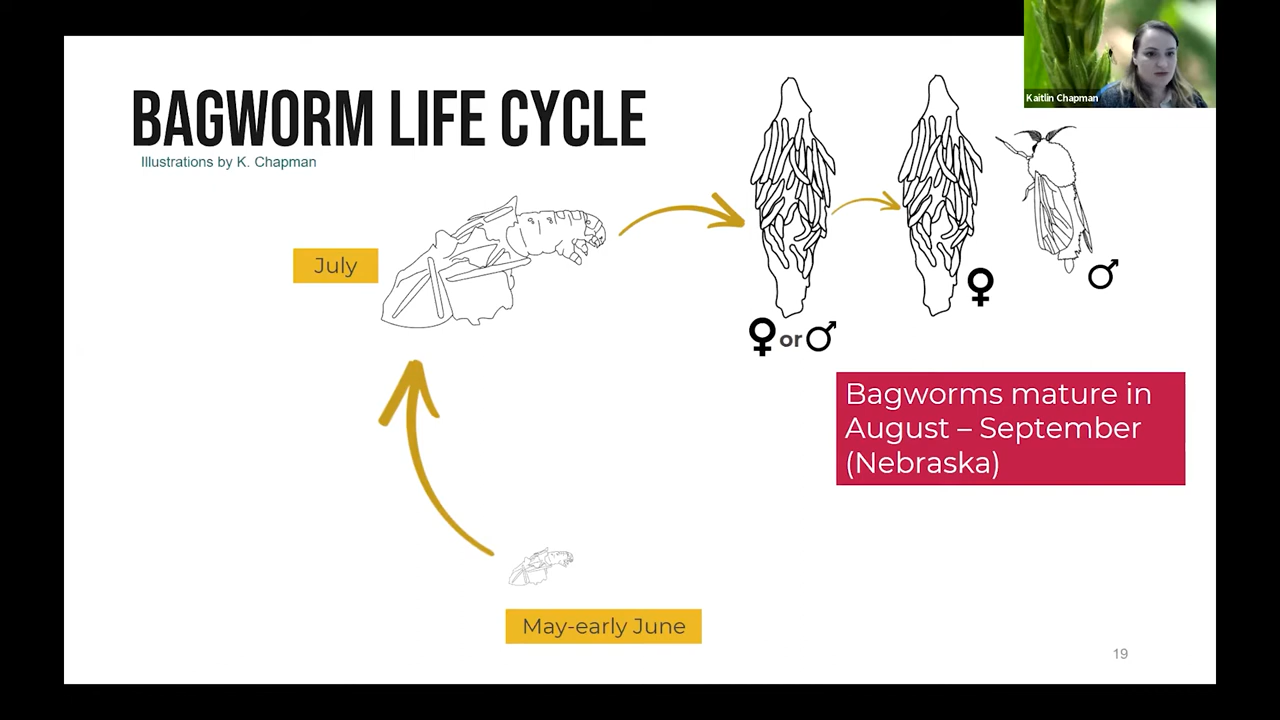 Kaitlin Chapman
BAGWORM LIFE CYCLE
Illustrations by K. Chapman
July
♀ or ♂
♀
♂
Bagworms mature in
August – September
(Nebraska)
May-early June
19